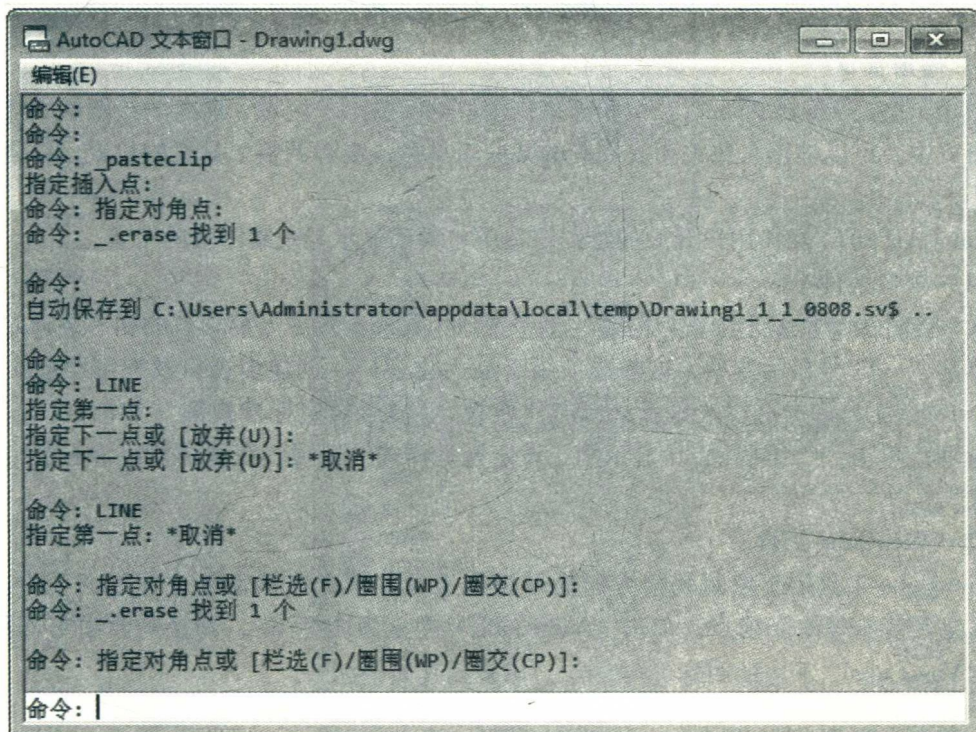 AutoCAD 文本窗口 - Drawing1.dwg
编辑(E)
命令:
命令:
命令: _pasteclip
指定插入点:
命令: 指定对角点:
命令: _.erase 找到 1 个
命令:
自动保存到 C:\Users\Administrator\appdata\local\temp\Drawing1_1_1_0808.sv$ ..
命令:
命令: LINE
指定第一点:
指定下一点或 [放弃(U)]:
指定下一点或 [放弃(U)]: *取消*
命令: LINE
指定第一点: *取消*
命令: 指定对角点或 [栏选(F)/圈围(WP)/圈交(CP)]:
命令: _.erase 找到 1 个
命令: 指定对角点或 [栏选(F)/圈围(WP)/圈交(CP)]:
命令: